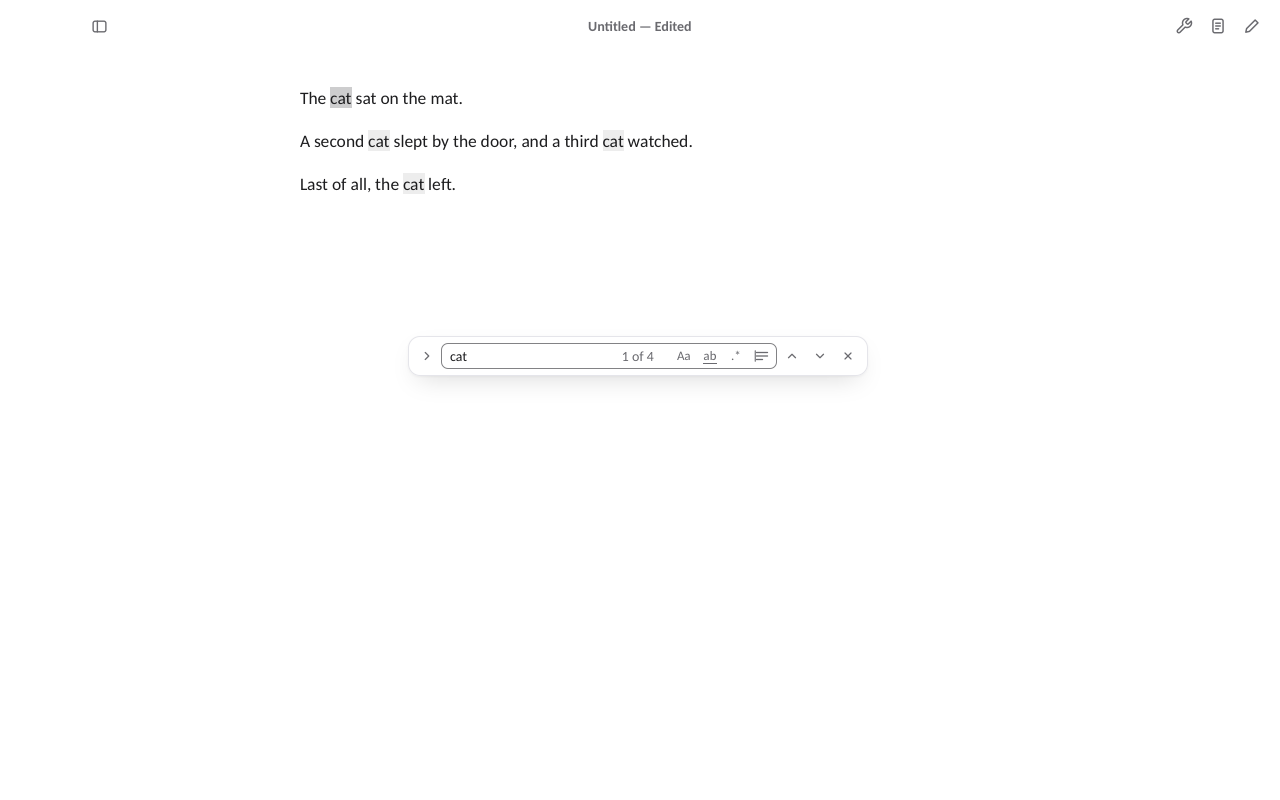 Untitled — Edited
The cat sat on the mat.
A second cat slept by the door, and a third cat watched.
Last of all, the cat left.
cat 1 of 4 Aa ab .*